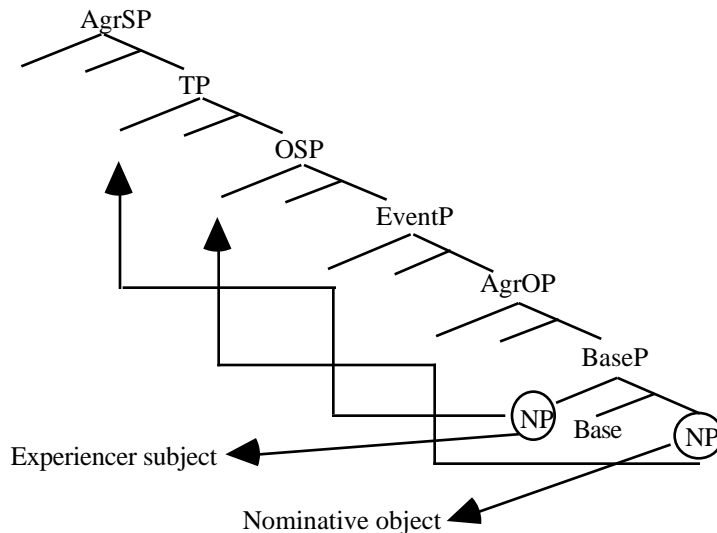 AgrSP
TP
OSP
EventP
AgrOP
BaseP
NP
Base
NP
Experiencer subject
Nominative object